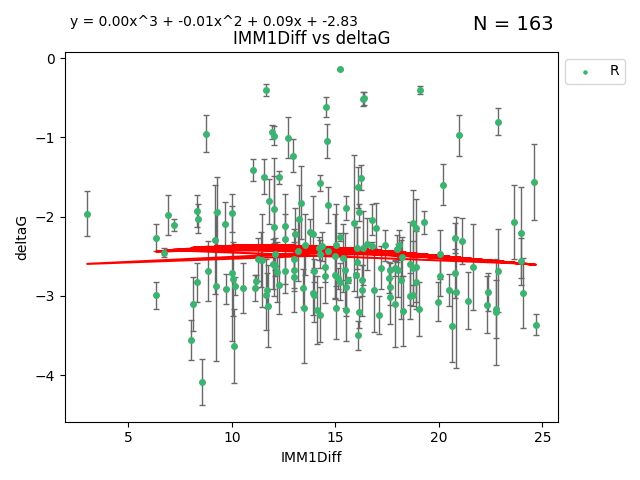 y = 0.00x^3 + -0.01x^2 + 0.09x + -2.83
N = 163
IMM1Diff vs deltaG
R
0
−1
−2
−3
−4
deltaG
5 10 15 20 25
IMM1Diff